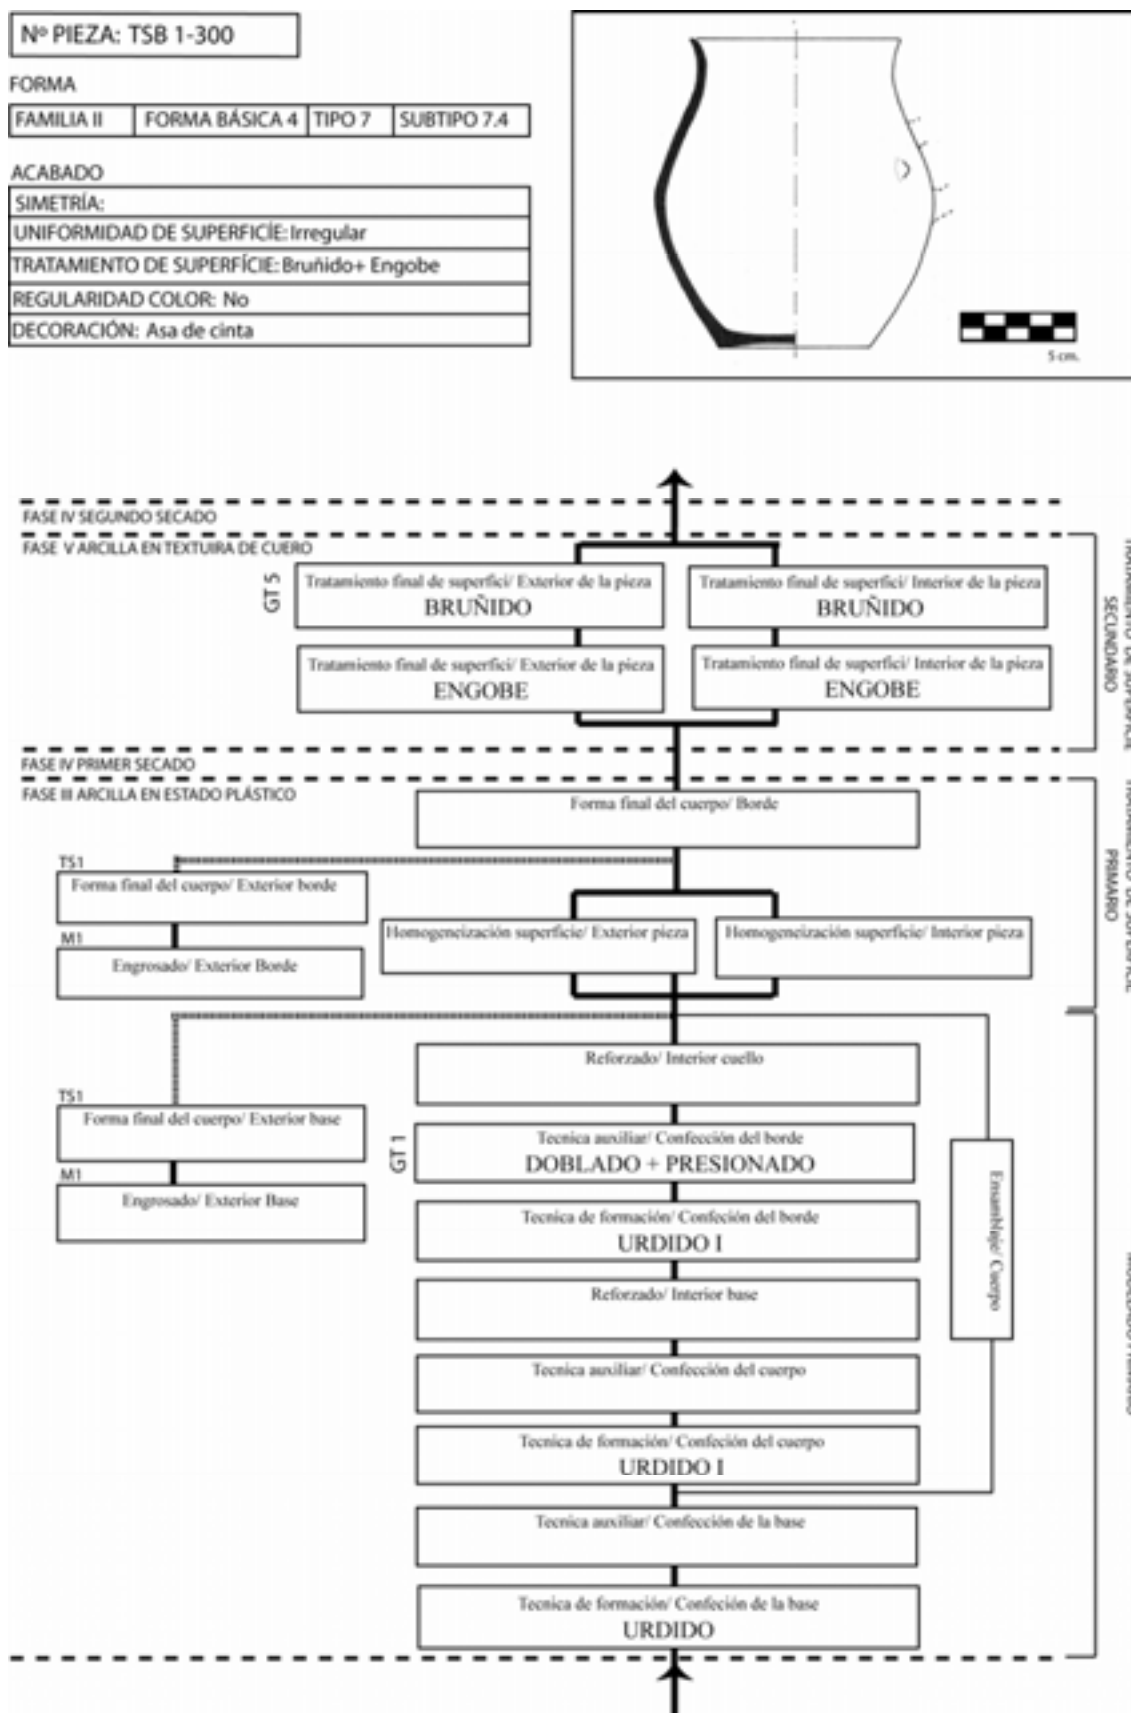 Nº PIEZA: TSB 1-300
FORMA
FAMILIA II FORMA BÁSICA 4 TIPO 7 SUBTIPO 7.4
ACABADO
SIMETRÍA:
UNIFORMIDAD DE SUPERFICÍE: Irregular
TRATAMIENTO DE SUPERFÍCIE: Bruñido+ Engobe
REGULARIDAD COLOR: No
DECORACIÓN: Asa de cinta
5 cm.
FASE IV SEGUNDO SECADO
FASE V ARCILLA EN TEXTUIRA DE CUERO
GT 5
Tratamiento final de superfici/ Exterior de la pieza
BRUÑIDO
Tratamiento final de superfici/ Interior de la pieza
BRUÑIDO
Tratamiento final de superfici/ Exterior de la pieza
ENGOBE
Tratamiento final de superfici/ Interior de la pieza
ENGOBE
SECUNDARIO
FASE IV PRIMER SECADO
FASE III ARCILLA EN ESTADO PLÁSTICO
Forma final del cuerpo/ Borde
TS1
Forma final del cuerpo/ Exterior borde
M1
Engrosado/ Exterior Borde
Homogeneización superficie/ Exterior pieza
Homogeneización superficie/ Interior pieza
PRIMARIO
Reforzado/ Interior cuello
TS1
Forma final del cuerpo/ Exterior base
M1
Engrosado/ Exterior Base
GT 1
Tecnica auxiliar/ Confección del borde
DOBLADO + PRESIONADO
Tecnica de formación/ Confeción del borde
URDIDO I
Ensamblaje/ Cuerpo
Reforzado/ Interior base
Tecnica auxiliar/ Confección del cuerpo
Tecnica de formación/ Confeción del cuerpo
URDIDO I
Tecnica auxiliar/ Confección de la base
Tecnica de formación/ Confeción de la base
URDIDO